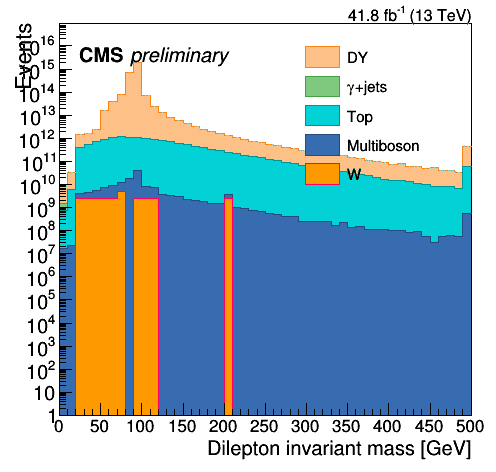 41.8 fb⁻¹ (13 TeV)
Events
CMS preliminary
DY
γ+jets
Top
Multiboson
W
10¹⁶
10¹⁵
10¹⁴
10¹³
10¹²
10¹¹
10¹⁰
10⁹
10⁸
10⁷
10⁶
10⁵
10⁴
10³
10²
10
1
0 50 100 150 200 250 300 350 400 450 500
Dilepton invariant mass [GeV]